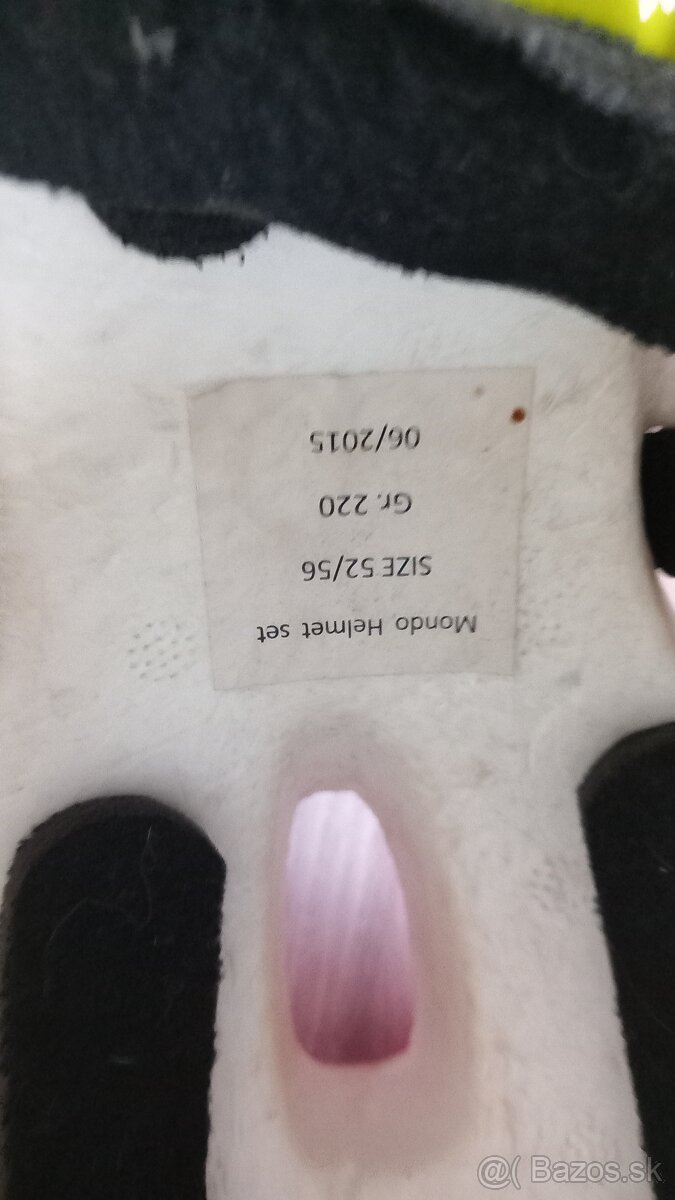 Mondo Helmet set
SIZE 52/56
Gr. 220
06/2015
@( Bazos.sk